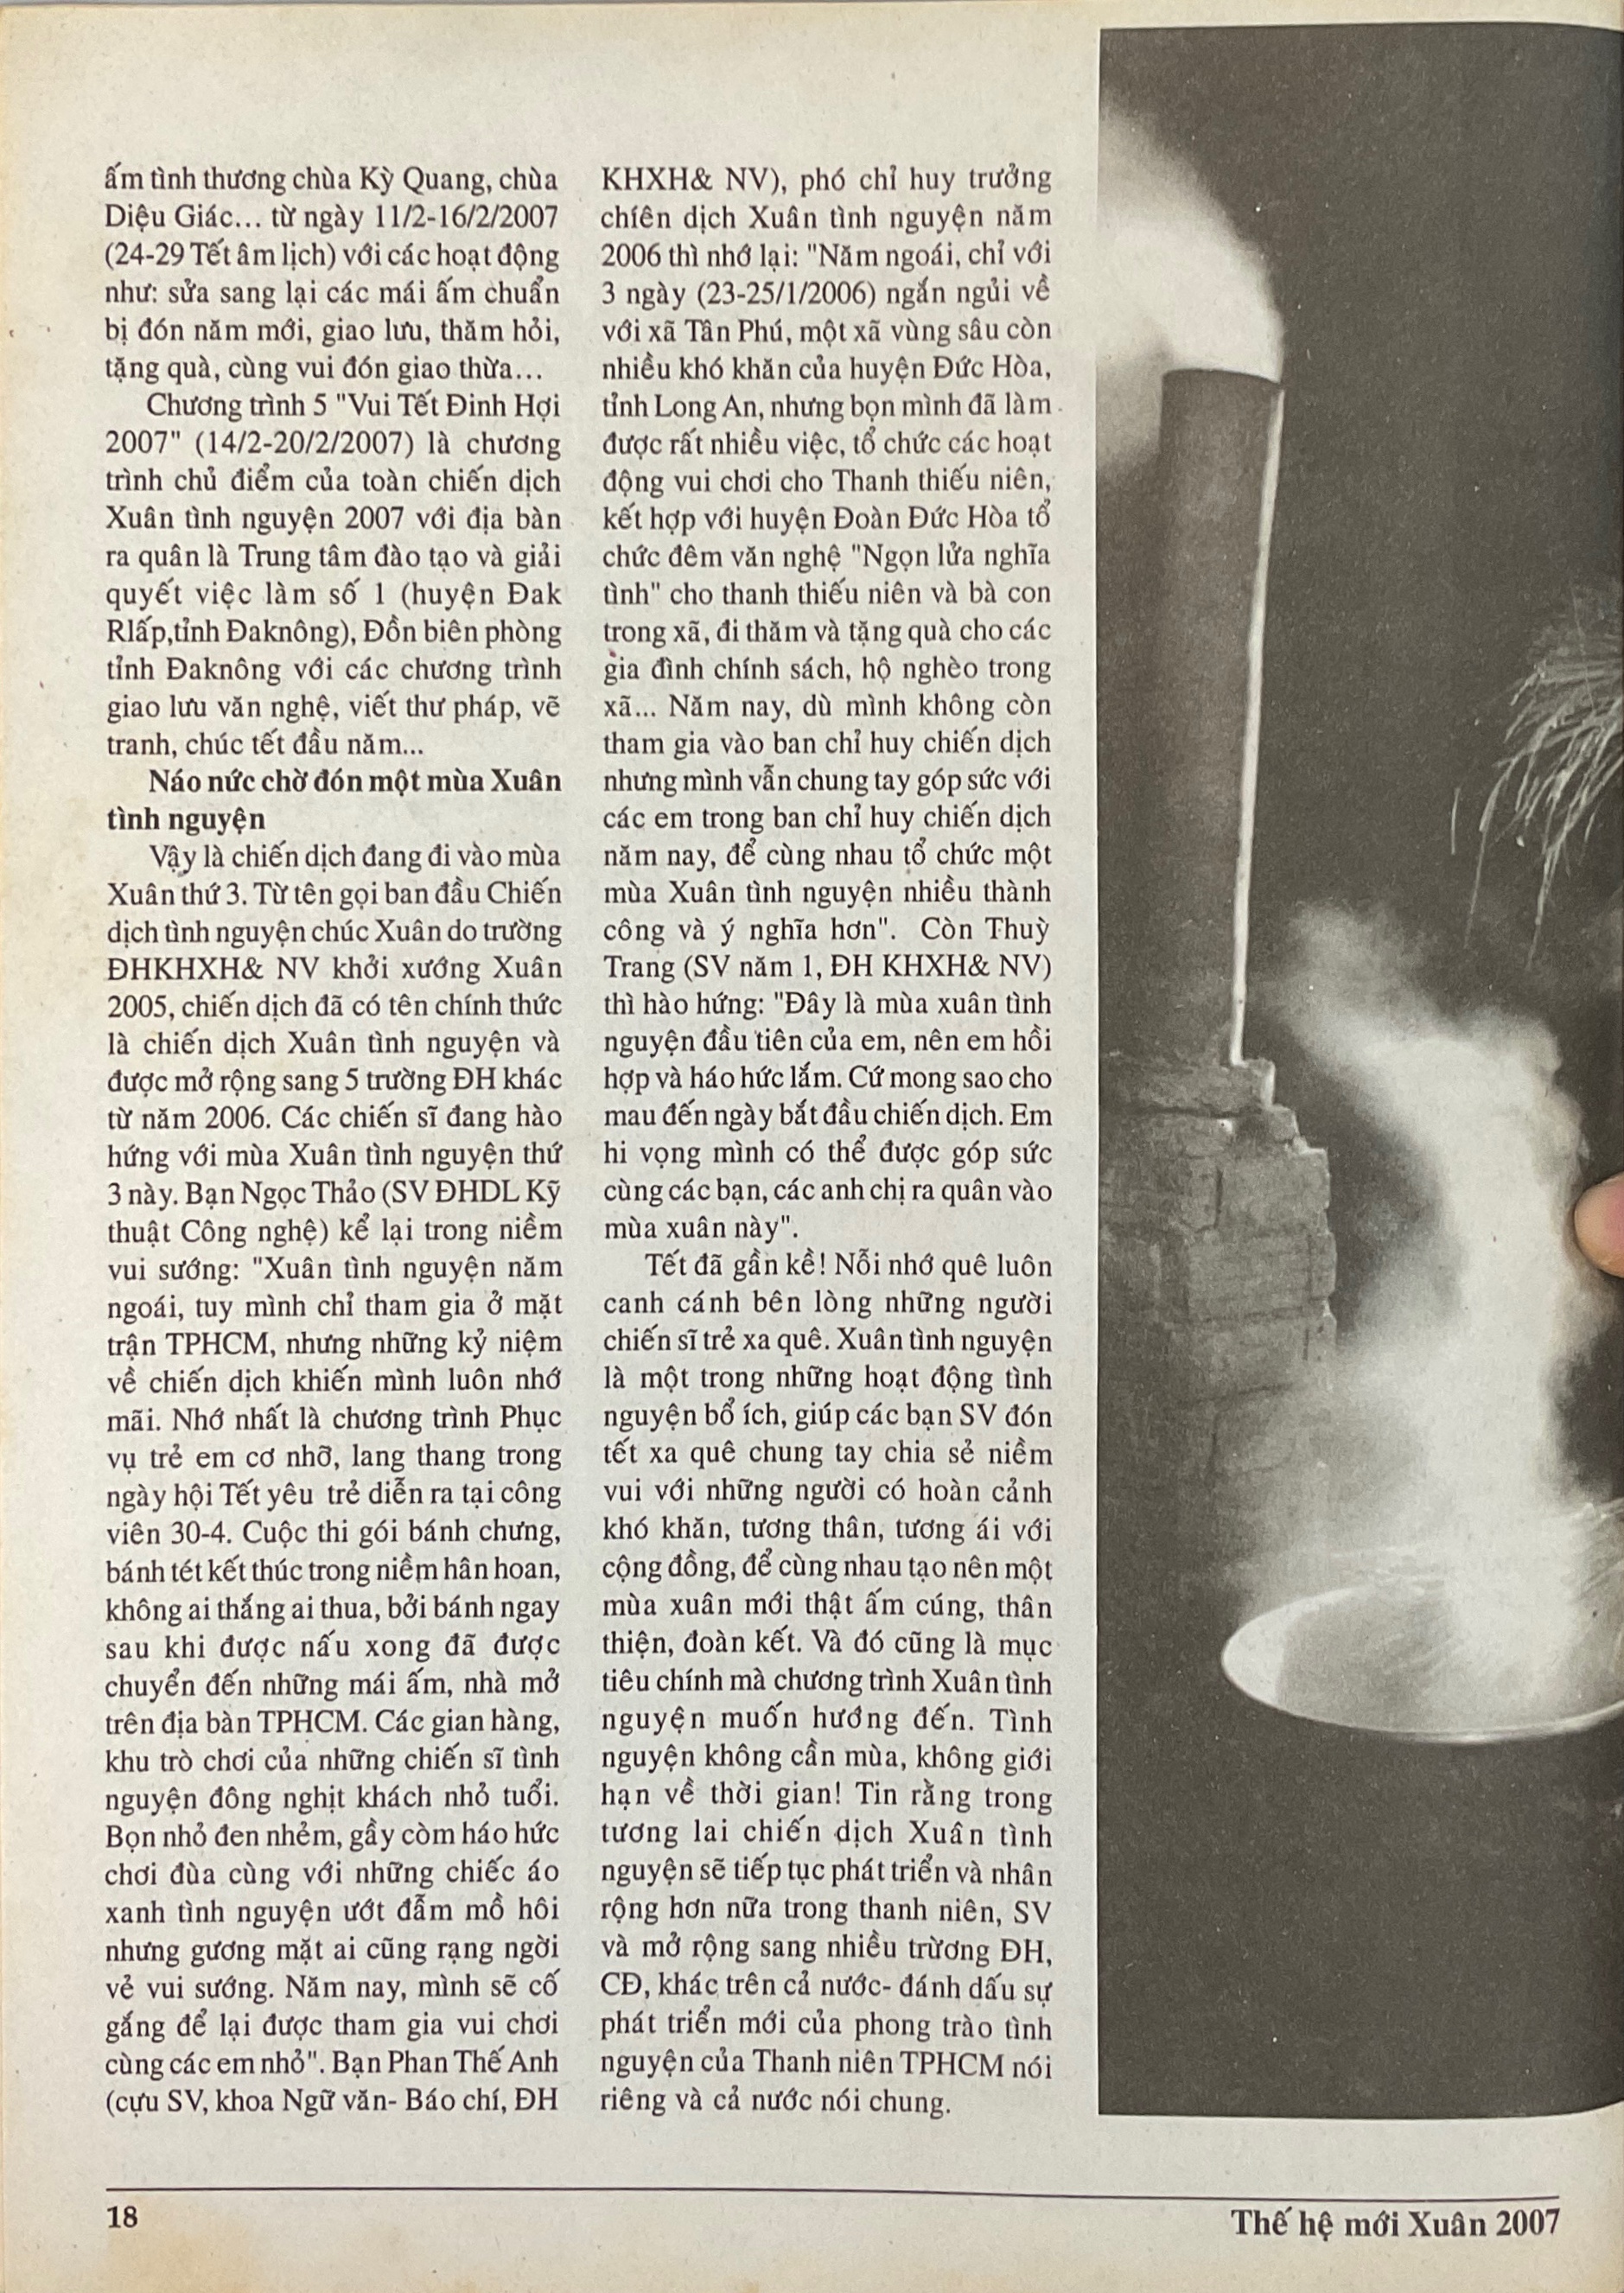 ấm tình thương chùa Kỳ Quang, chùa
Diệu Giác... từ ngày 11/2-16/2/2007
(24-29 Tết âm lịch) với các hoạt động
như: sửa sang lại các mái ấm chuẩn
bị đón năm mới, giao lưu, thăm hỏi,
tặng quà, cùng vui đón giao thừa...
Chương trình 5 "Vui Tết Đinh Hợi
2007" (14/2-20/2/2007) là chương
trình chủ điểm của toàn chiến dịch
Xuân tình nguyện 2007 với địa bàn
ra quân là Trung tâm đào tạo và giải
quyết việc làm số 1 (huyện Đak
Rlấp,tỉnh Đaknông), Đồn biên phòng
tỉnh Đaknông với các chương trình
giao lưu văn nghệ, viết thư pháp, vẽ
tranh, chúc tết đầu năm...
Náo nức chờ đón một mùa Xuân
tình nguyện
Vậy là chiến dịch đang đi vào mùa
Xuân thứ 3. Từ tên gọi ban đầu Chiến
dịch tình nguyện chúc Xuân do trường
ĐHKHXH& NV khởi xướng Xuân
2005, chiến dịch đã có tên chính thức
là chiến dịch Xuân tình nguyện và
được mở rộng sang 5 trường ĐH khác
từ năm 2006. Các chiến sĩ đang hào
hứng với mùa Xuân tình nguyện thứ
3 này. Bạn Ngọc Thảo (SV ĐHDL Kỹ
thuật Công nghệ) kể lại trong niềm
vui sướng: "Xuân tình nguyện năm
ngoái, tuy mình chỉ tham gia ở mặt
trận TPHCM, nhưng những kỷ niệm
về chiến dịch khiến mình luôn nhớ
mãi. Nhớ nhất là chương trình Phục
vụ trẻ em cơ nhỡ, lang thang trong
ngày hội Tết yêu trẻ diễn ra tại công
viên 30-4. Cuộc thi gói bánh chưng,
bánh tét kết thúc trong niềm hân hoan,
không ai thắng ai thua, bởi bánh ngay
sau khi được nấu xong đã được
chuyển đến những mái ấm, nhà mở
trên địa bàn TPHCM. Các gian hàng,
khu trò chơi của những chiến sĩ tình
nguyện đông nghịt khách nhỏ tuổi.
Bọn nhỏ đen nhẻm, gầy còm háo hức
chơi đùa cùng với những chiếc áo
xanh tình nguyện ướt đẫm mồ hôi
nhưng gương mặt ai cũng rạng ngời
vẻ vui sướng. Năm nay, mình sẽ cố
gắng để lại được tham gia vui chơi
cùng các em nhỏ". Bạn Phan Thế Anh
(cựu SV, khoa Ngữ văn- Báo chí, ĐH
KHXH& NV), phó chỉ huy trưởng
chíên dịch Xuân tình nguyện năm
2006 thì nhớ lại: "Năm ngoái, chỉ với
3 ngày (23-25/1/2006) ngắn ngủi về
với xã Tân Phú, một xã vùng sâu còn
nhiều khó khăn của huyện Đức Hòa,
tỉnh Long An, nhưng bọn mình đã làm
được rất nhiều việc, tổ chức các hoạt
động vui chơi cho Thanh thiếu niên,
kết hợp với huyện Đoàn Đức Hòa tổ
chức đêm văn nghệ "Ngọn lửa nghĩa
tình" cho thanh thiếu niên và bà con
trong xã, đi thăm và tặng quà cho các
gia đình chính sách, hộ nghèo trong
xã... Năm nay, dù mình không còn
tham gia vào ban chỉ huy chiến dịch
nhưng mình vẫn chung tay góp sức với
các em trong ban chỉ huy chiến dịch
năm nay, để cùng nhau tổ chức một
mùa Xuân tình nguyện nhiều thành
công và ý nghĩa hơn". Còn Thuỳ
Trang (SV năm 1, ĐH KHXH& NV)
thì hào hứng: "Đây là mùa xuân tình
nguyện đầu tiên của em, nên em hồi
hợp và háo hức lắm. Cứ mong sao cho
mau đến ngày bắt đầu chiến dịch. Em
hi vọng mình có thể được góp sức
cùng các bạn, các anh chị ra quân vào
mùa xuân này".
Tết đã gần kề! Nỗi nhớ quê luôn
canh cánh bên lòng những người
chiến sĩ trẻ xa quê. Xuân tình nguyện
là một trong những hoạt động tình
nguyện bổ ích, giúp các bạn SV đón
tết xa quê chung tay chia sẻ niềm
vui với những người có hoàn cảnh
khó khăn, tương thân, tương ái với
cộng đồng, để cùng nhau tạo nên một
mùa xuân mới thật ấm cúng, thân
thiện, đoàn kết. Và đó cũng là mục
tiêu chính mà chương trình Xuân tình
nguyện muốn hướng đến. Tình
nguyện không cần mùa, không giới
hạn về thời gian! Tin rằng trong
tương lai chiến dịch Xuân tình
nguyện sẽ tiếp tục phát triển và nhân
rộng hơn nữa trong thanh niên, SV
và mở rộng sang nhiều trừơng ĐH,
CĐ, khác trên cả nước- đánh dấu sự
phát triển mới của phong trào tình
nguyện của Thanh niên TPHCM nói
riêng và cả nước nói chung.
18
Thế hệ mới Xuân 2007